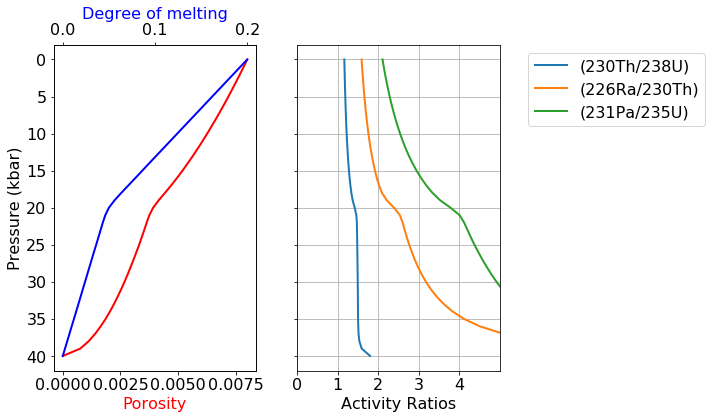 Degree of melting
0.0 0.1 0.2
0
5
10
15
20
25
30
35
40
Pressure (kbar)
0.0000 0.0025 0.0050 0.0075
Porosity
0 1 2 3 4
Activity Ratios
(230Th/238U)
(226Ra/230Th)
(231Pa/235U)